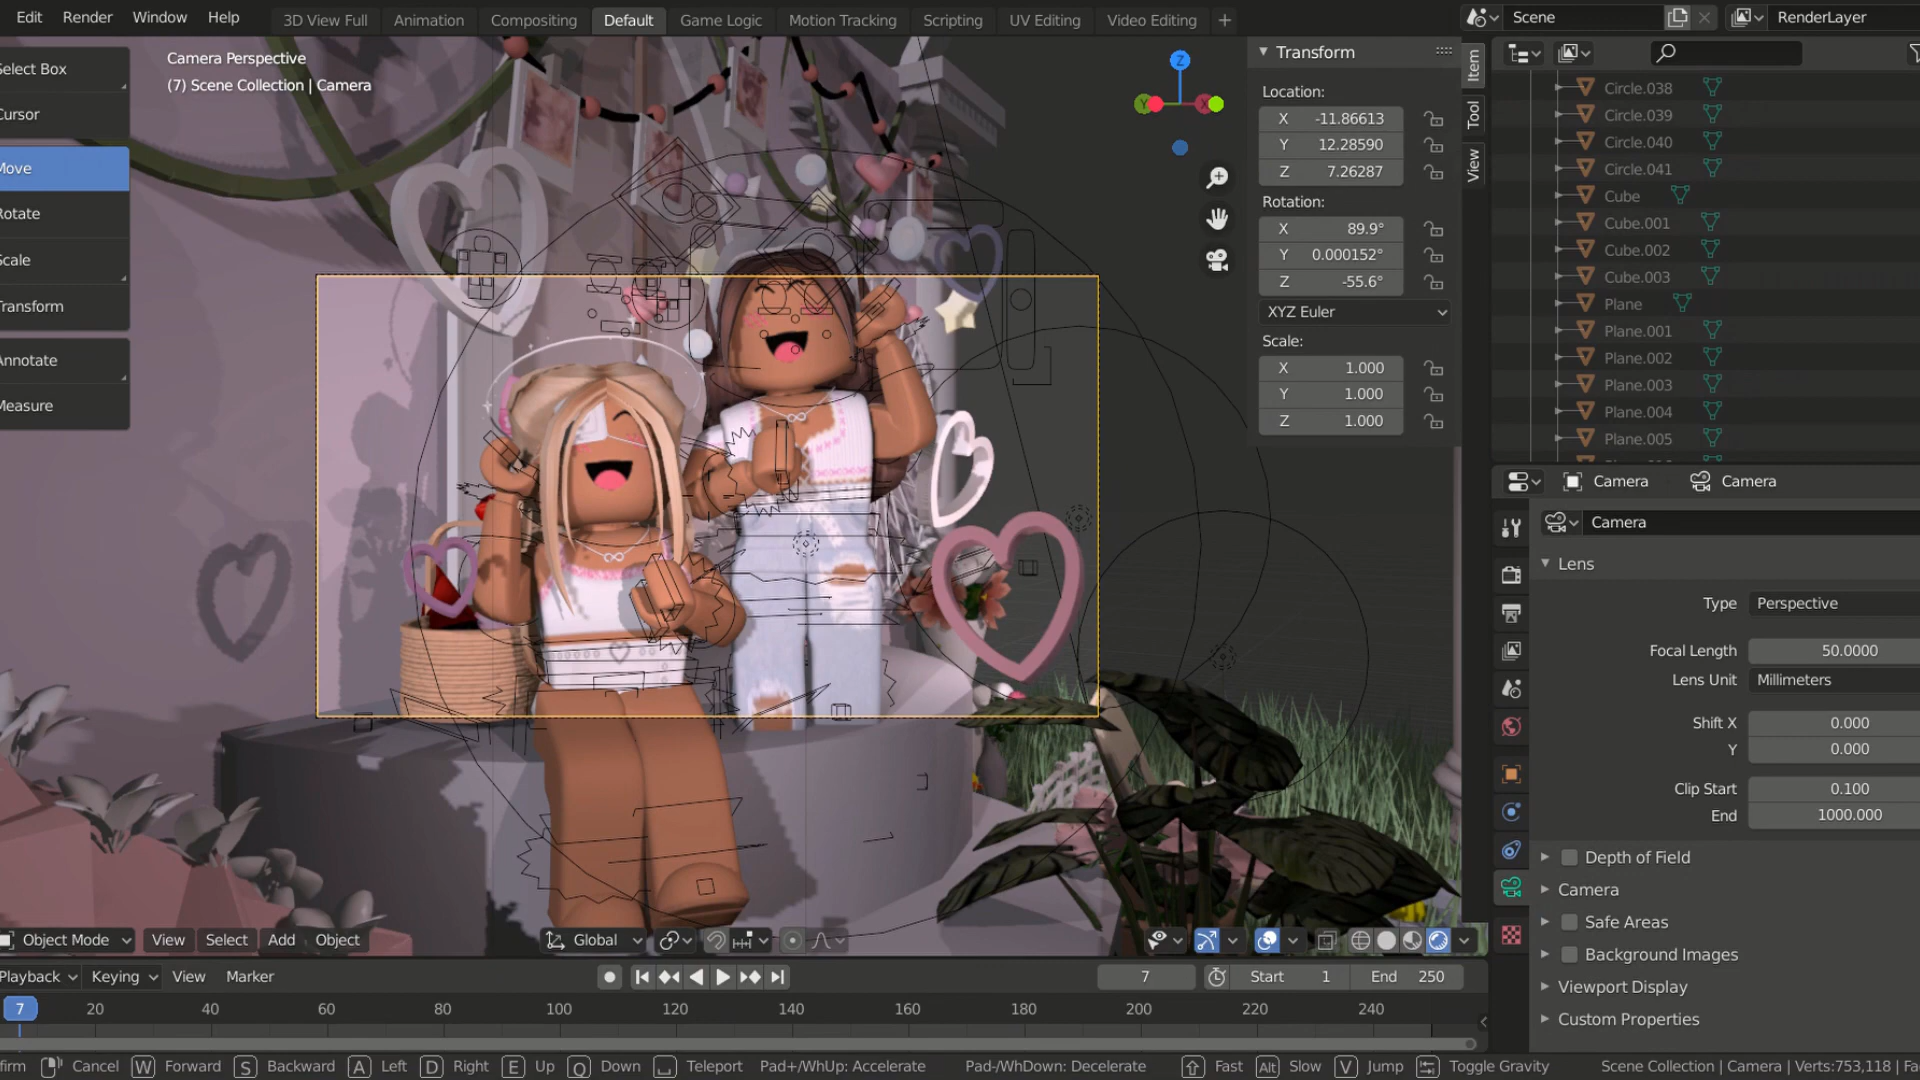 Edit Render Window Help 3D View Full Animation Compositing Default Game Logic Motion Tracking Scripting UV Editing Video Editing + Scene RenderLayer
Camera Perspective
(7) Scene Collection | Camera
Select Box
Cursor
Move
Rotate
Scale
Transform
Annotate
Measure
Z
Y
X
Transform
Location:
X -11.86613
Y 12.28590
Z 7.26287
Rotation:
X 89.9°
Y 0.000152°
Z -55.6°
XYZ Euler
Scale:
X 1.000
Y 1.000
Z 1.000
Item
Tool
View
Circle.038
Circle.039
Circle.040
Circle.041
Cube
Cube.001
Cube.002
Cube.003
Plane
Plane.001
Plane.002
Plane.003
Plane.004
Plane.005
Camera Camera
Camera
Lens
Type Perspective
Focal Length 50.0000
Lens Unit Millimeters
Shift X 0.000
Y 0.000
Clip Start 0.100
End 1000.000
Depth of Field
Camera
Safe Areas
Background Images
Viewport Display
Custom Properties
Object Mode View Select Add Object Global
Playback Keying View Marker 7 Start 1 End 250
7 20 40 60 80 100 120 140 160 180 200 220 240
firm Cancel W Forward S Backward A Left D Right E Up Q Down Teleport Pad+/WhUp: Accelerate Pad-/WhDown: Decelerate Fast Alt Slow V Jump Toggle Gravity Scene Collection | Camera | Verts:753,118 | Fa